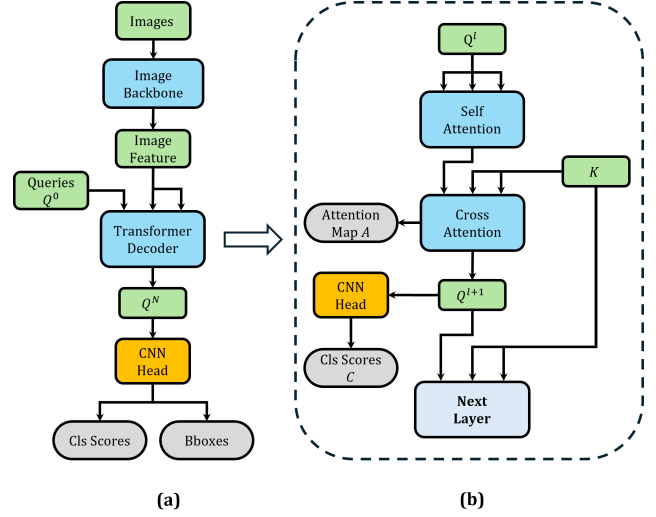 Images
Image
Backbone
Image
Feature
Queries
Q⁰
Transformer
Decoder
Qᴺ
CNN
Head
Cls Scores
Bboxes
(a)
Qˡ
Self
Attention
K
Cross
Attention
Attention
Map A
Qˡ⁺¹
CNN
Head
Cls Scores
C
Next
Layer
(b)